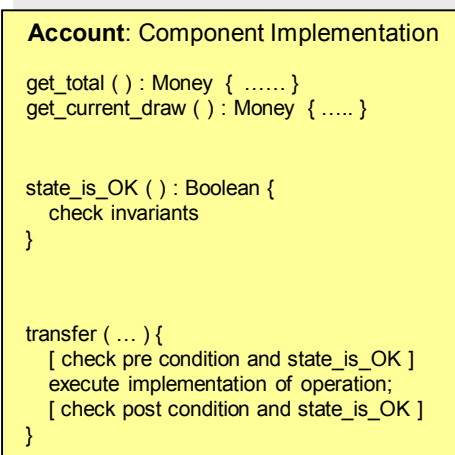 Account: Component Implementation
get_total ( ) : Money { …… }
get_current_draw ( ) : Money { ….. }
state_is_OK ( ) : Boolean {
check invariants
}
transfer ( … ) {
[ check pre condition and state_is_OK ]
execute implementation of operation;
[ check post condition and state_is_OK ]
}